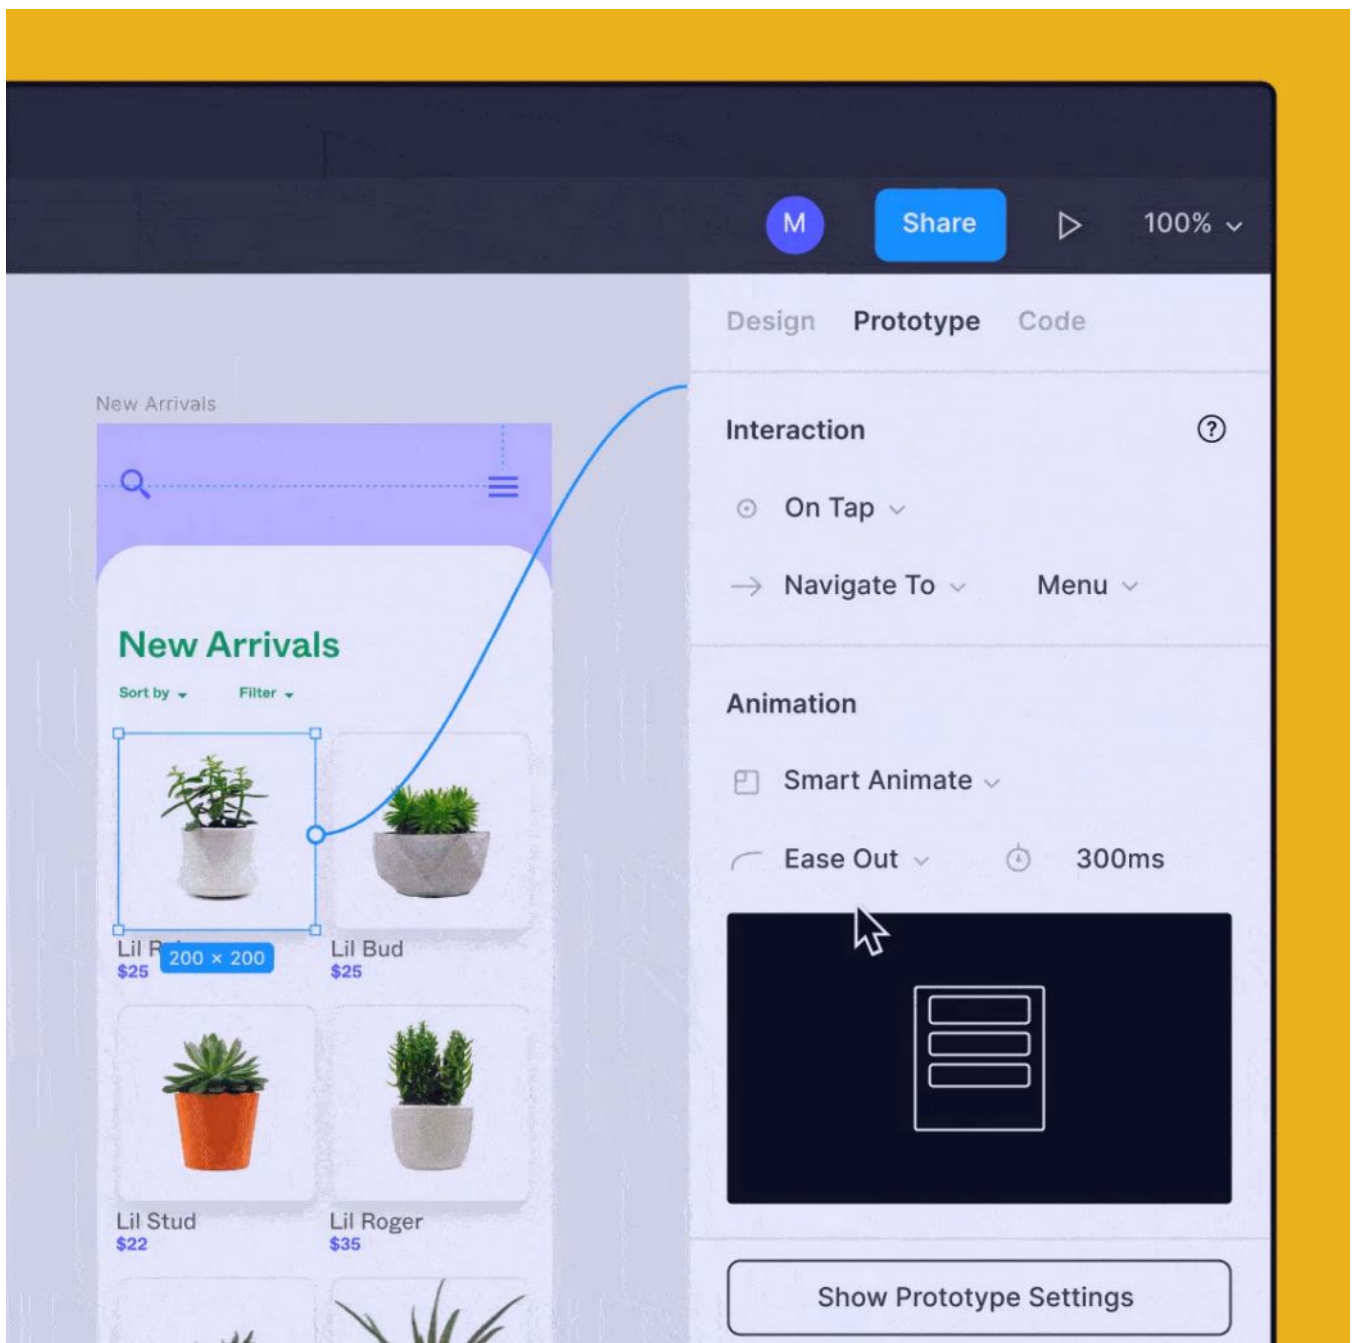 M
Share
100%
Design Prototype Code
New Arrivals
Interaction
On Tap
Navigate To Menu
New Arrivals
Sort by Filter
Animation
Smart Animate
Ease Out 300ms
Lil
200 × 200
$25
Lil Bud
$25
Lil Stud
$22
Lil Roger
$35
Show Prototype Settings